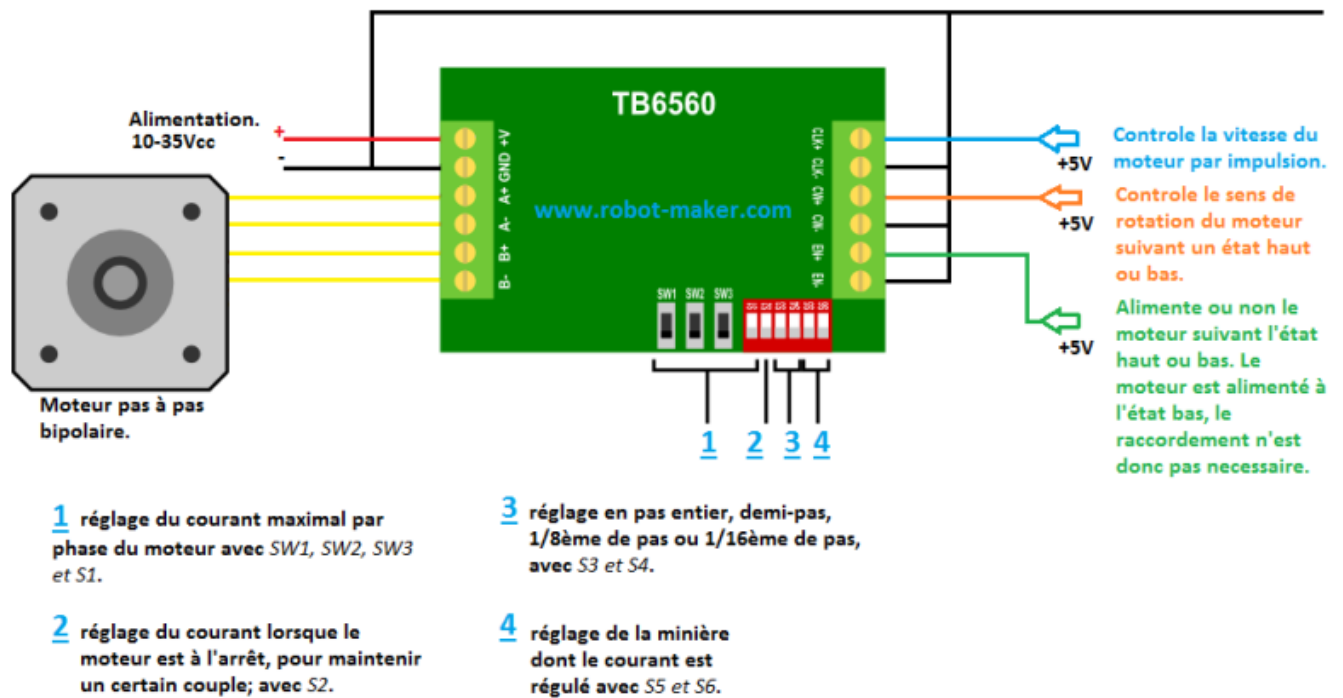 TB6560
www.robot-maker.com
Alimentation.
10-35Vcc
+
-
+V
GND
A+
A-
B+
B-
CLK+
CLK-
CW+
CW-
EN+
EN-
SW1
SW2
SW3
S1
S2
S3
S4
S5
S6
Moteur pas à pas
bipolaire.
+5V
Controle la vitesse du
moteur par impulsion.
+5V
Controle le sens de
rotation du moteur
suivant un état haut
ou bas.
+5V
Alimente ou non le
moteur suivant l'état
haut ou bas. Le
moteur est alimenté à
l'état bas, le
raccordement n'est
donc pas necessaire.
1
2
3
4
1 réglage du courant maximal par
phase du moteur avec SW1, SW2, SW3
et S1.
2 réglage du courant lorsque le
moteur est à l'arrêt, pour maintenir
un certain couple; avec S2.
3 réglage en pas entier, demi-pas,
1/8ème de pas ou 1/16ème de pas,
avec S3 et S4.
4 réglage de la minière
dont le courant est
régulé avec S5 et S6.